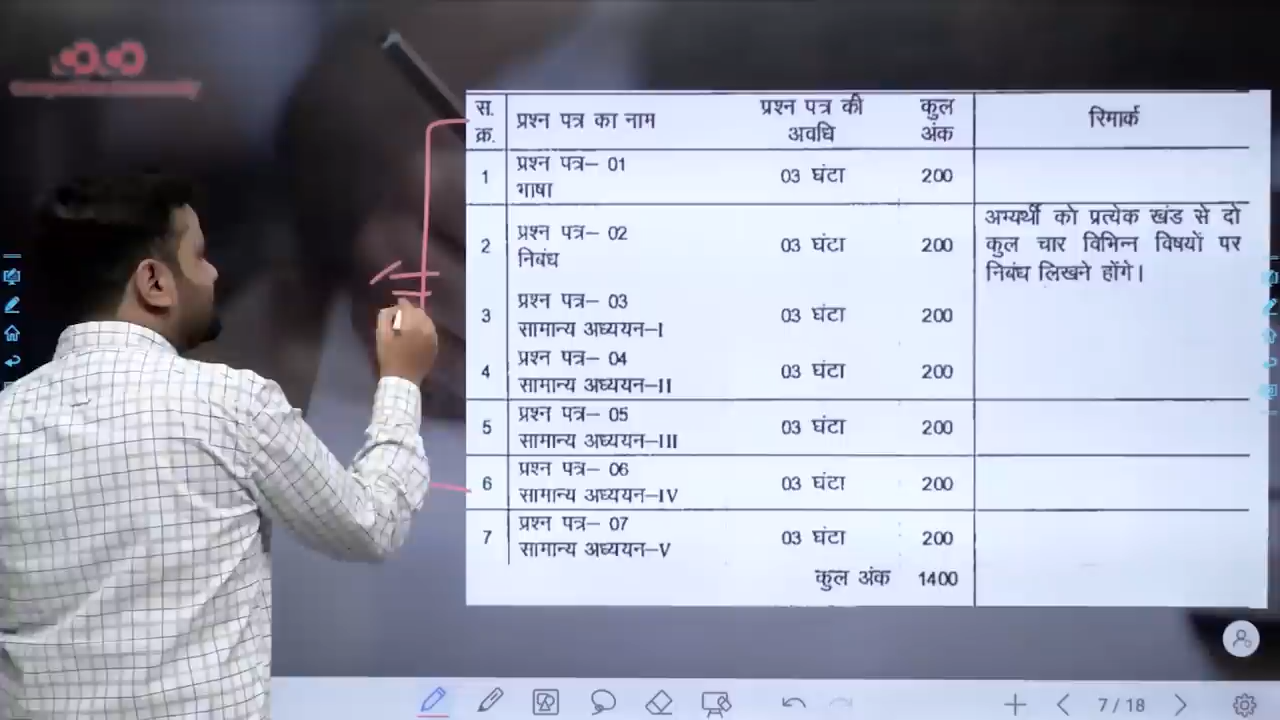 स. क्र. प्रश्न पत्र का नाम प्रश्न पत्र की अवधि कुल अंक रिमार्क
1 प्रश्न पत्र– 01 भाषा 03 घंटा 200
2 प्रश्न पत्र– 02 निबंध 03 घंटा 200 अभ्यर्थी को प्रत्येक खंड से दो
कुल चार विभिन्न विषयों पर
निबंध लिखने होंगे।
3 प्रश्न पत्र– 03 सामान्य अध्ययन–I 03 घंटा 200
4 प्रश्न पत्र– 04 सामान्य अध्ययन–II 03 घंटा 200
5 प्रश्न पत्र– 05 सामान्य अध्ययन–III 03 घंटा 200
6 प्रश्न पत्र– 06 सामान्य अध्ययन–IV 03 घंटा 200
7 प्रश्न पत्र– 07 सामान्य अध्ययन–V 03 घंटा 200
कुल अंक 1400
7 / 18